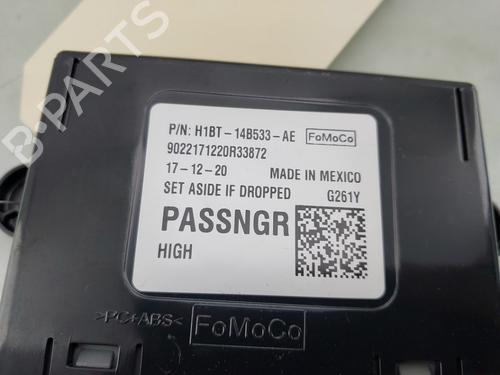 P/N: H1BT-14B533-AE FoMoCo
9022171220R33872
17-12-20 MADE IN MEXICO
SET ASIDE IF DROPPED G261Y
PASSNGR
HIGH
>PC+ABS< FoMoCo
B-PARTS